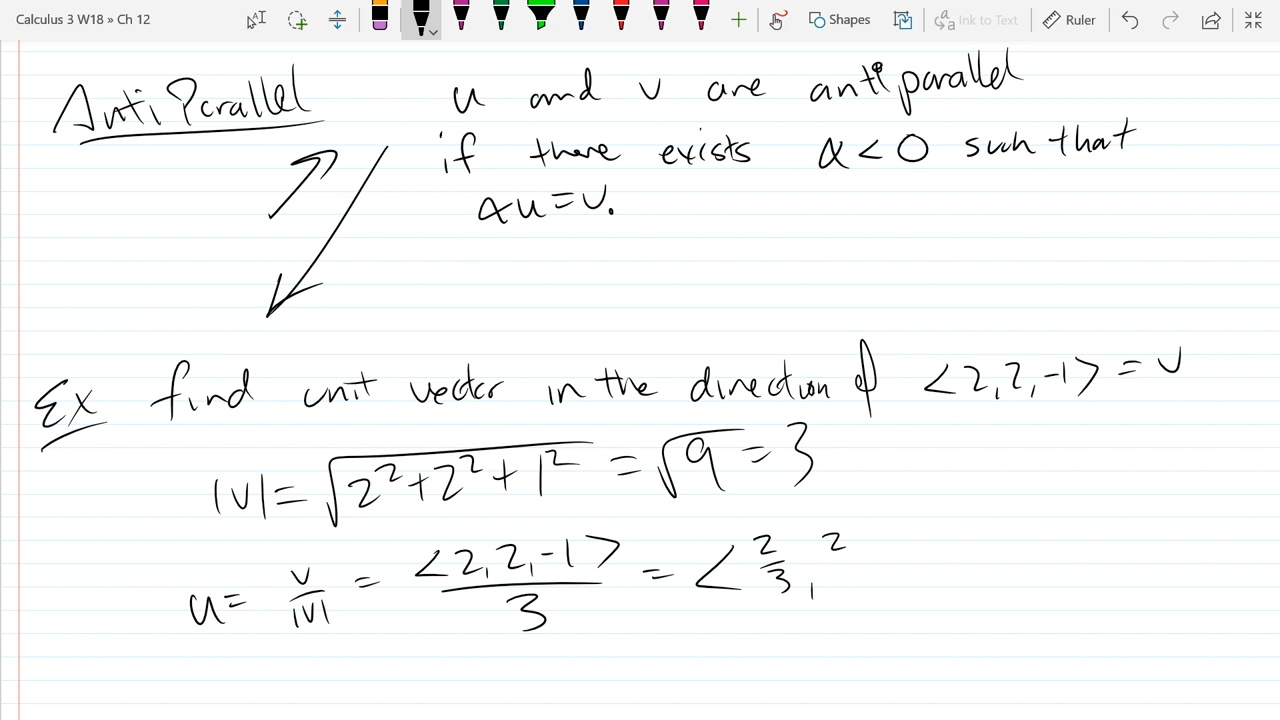 Calculus 3 W18 » Ch 12
Shapes
Ink to Text
Ruler
AntiParallel
u and v are antiparallel
if there exists α < 0 such that
αu = v.
Ex find unit vector in the direction of <2, 2, -1> = v
|v| = √(2² + 2² + 1²) = √9 = 3
u = v/|v| = <2, 2, -1>/3 = < 2/3, 2